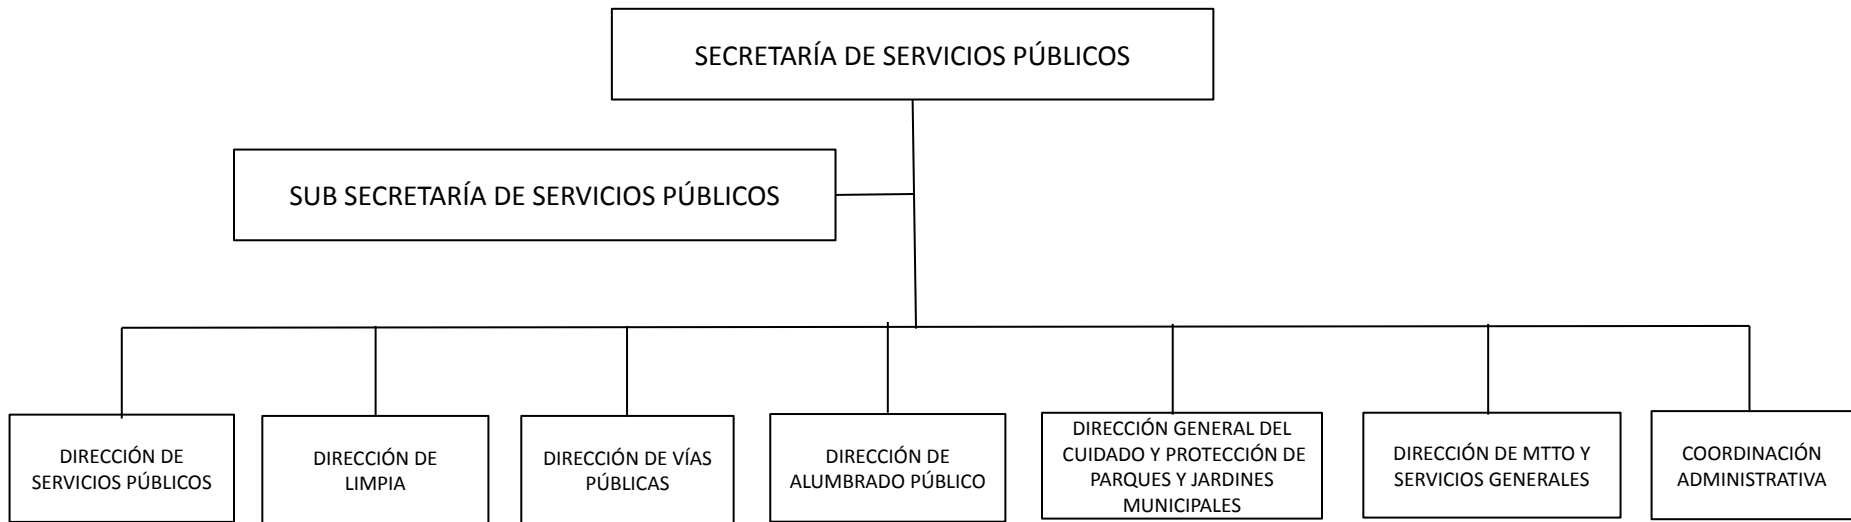 SECRETARÍA DE SERVICIOS PÚBLICOS
SUB SECRETARÍA DE SERVICIOS PÚBLICOS
DIRECCIÓN DE
SERVICIOS PÚBLICOS
DIRECCIÓN DE
LIMPIA
DIRECCIÓN DE VÍAS
PÚBLICAS
DIRECCIÓN DE
ALUMBRADO PÚBLICO
DIRECCIÓN GENERAL DEL
CUIDADO Y PROTECCIÓN DE
PARQUES Y JARDINES
MUNICIPALES
DIRECCIÓN DE MTTO Y
SERVICIOS GENERALES
COORDINACIÓN
ADMINISTRATIVA